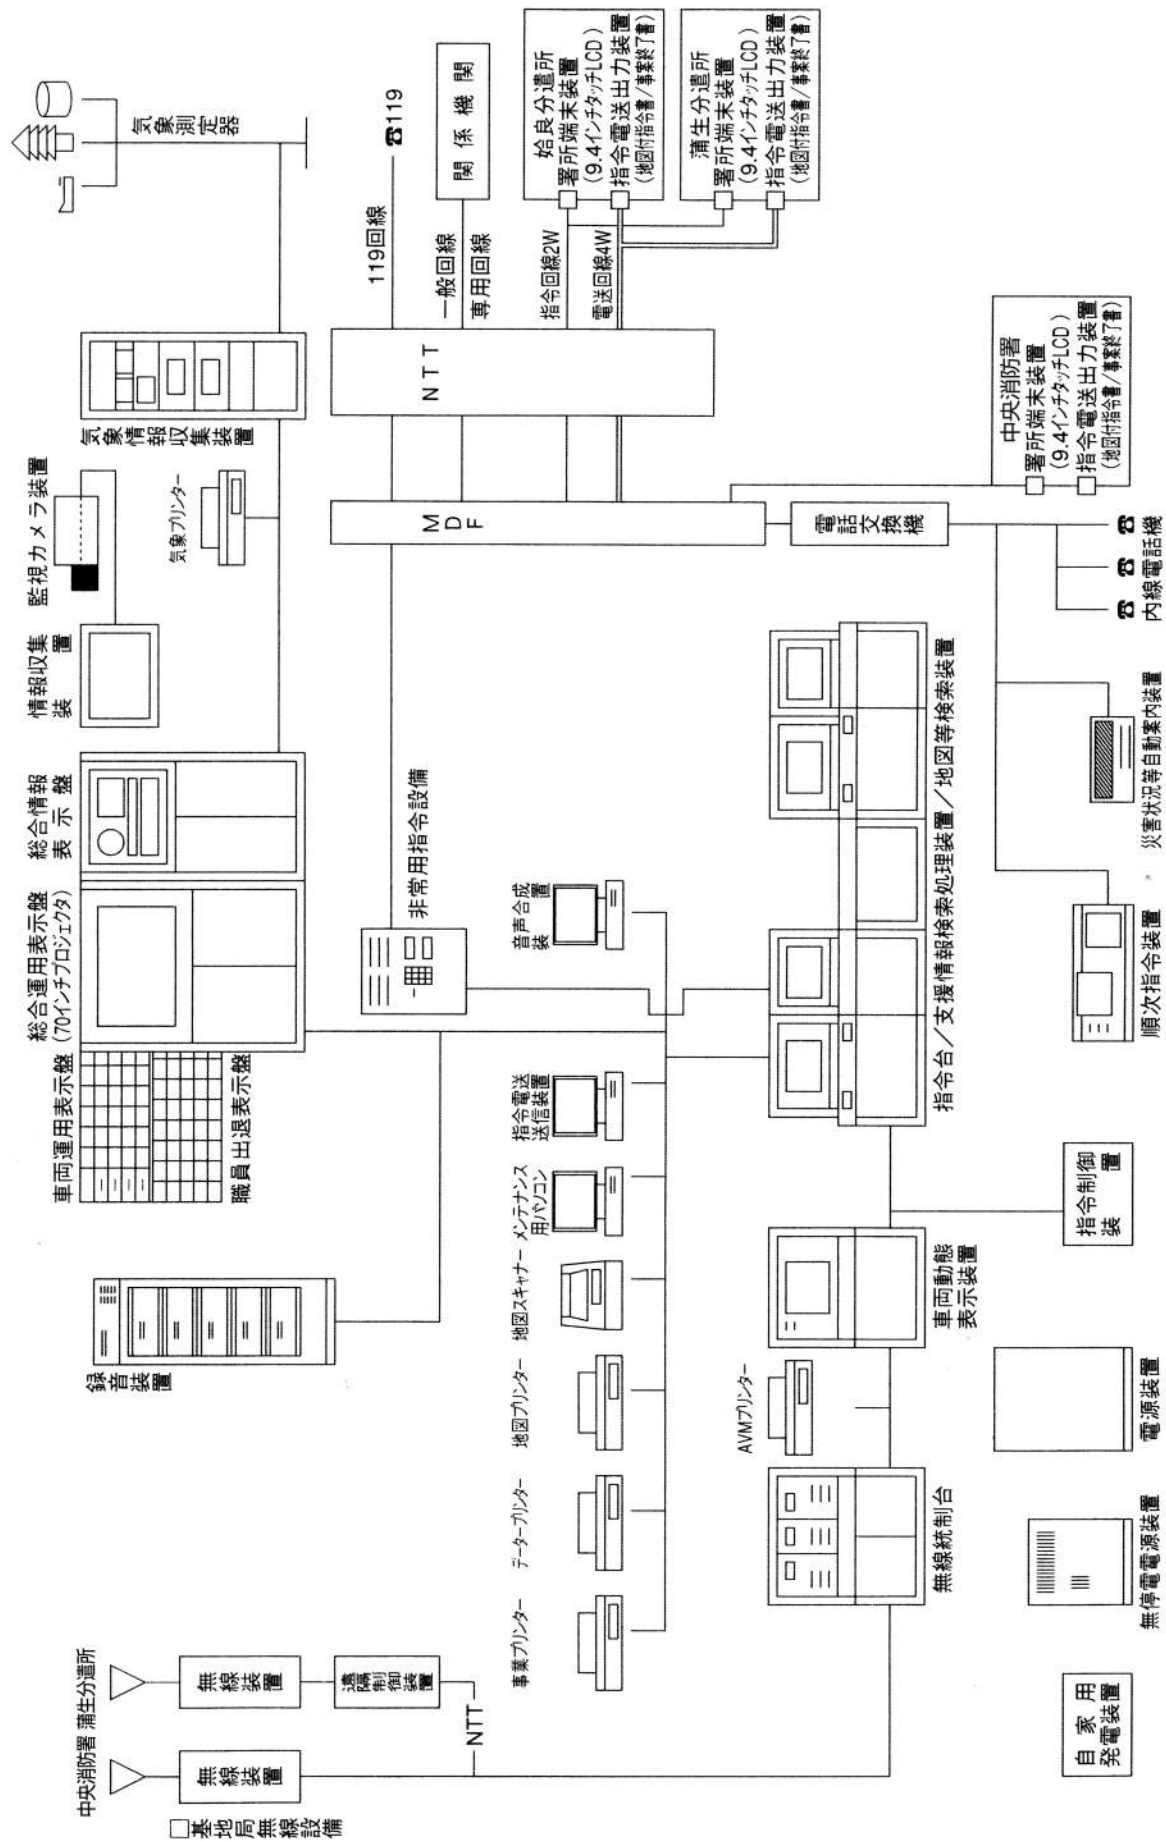 □基地局無線設備
中央消防署
蒲生分遣所
無線装置
無線装置
遠隔制御装置
NTT
録音装置
車両運用表示盤
職員出退表示盤
総合運用表示盤
(70インチプロジェクタ)
総合情報
表示盤
情報収集
装置
監視カメラ装置
気象プリンター
気象情報収集装置
気象測定器
非常用指令設備
事業プリンター
データープリンター
地図プリンター
地図スキャナー
メンテナンス
用パソコン
指令電送
送信装置
音声合成
装置
MDF
NTT
119回線
☎119
一般回線
専用回線
関係機関
指令回線2W
電送回線4W
姶良分遣所
署所端末装置
(9.4インチタッチLCD)
指令電送出力装置
(地図付指令書/事案終了書)
蒲生分遣所
署所端末装置
(9.4インチタッチLCD)
指令電送出力装置
(地図付指令書/事案終了書)
中央消防署
署所端末装置
(9.4インチタッチLCD)
指令電送出力装置
(地図付指令書/事案終了書)
電話交換機
内線電話機
無線統制台
AVMプリンター
車両動態
表示装置
指令台/支援情報検索処理装置/地図等検索装置
自家用
発電装置
無停電電源装置
電源装置
指令制御
装置
順次指令装置
災害状況等自動案内装置